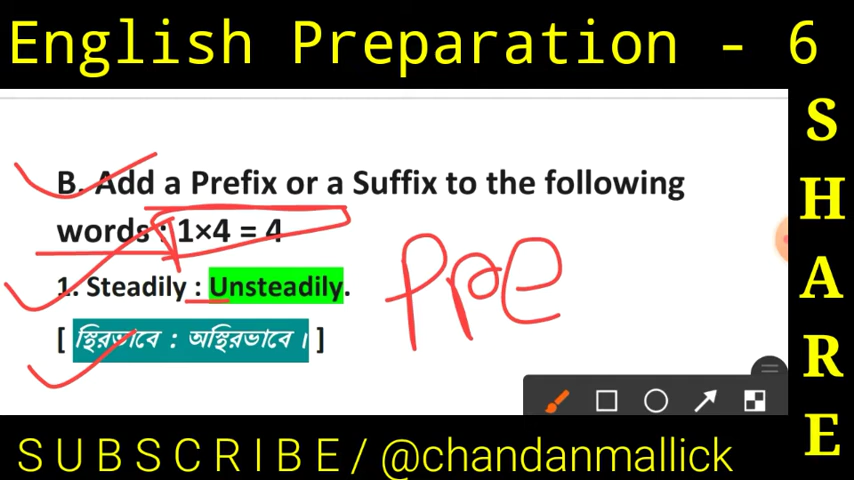 English Preparation - 6
B. Add a Prefix or a Suffix to the following
words : 1×4 = 4
1. Steadily : Unsteadily.
[ স্থিরভাবে : অস্থিরভাবে। ]
pre
SHARE
SUBSCRIBE/@chandanmallick